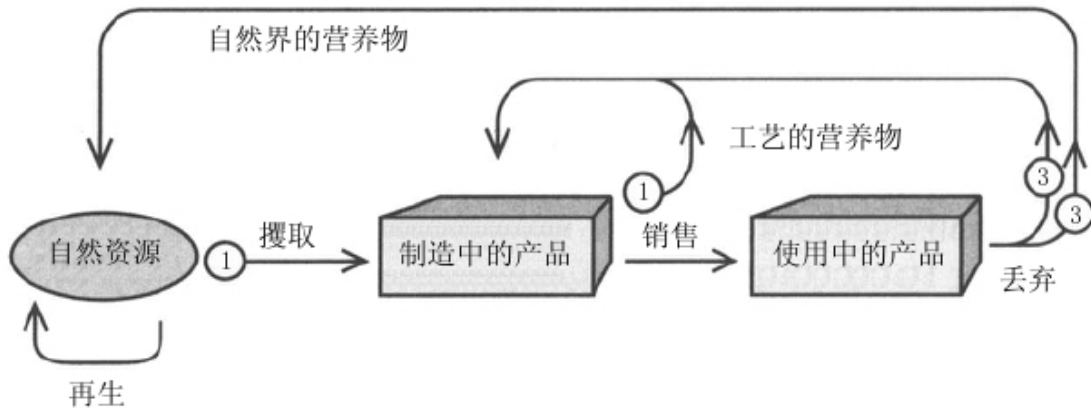 自然界的营养物
工艺的营养物
③
③
①
自然资源
①
攫取
制造中的产品
销售
使用中的产品
丢弃
再生